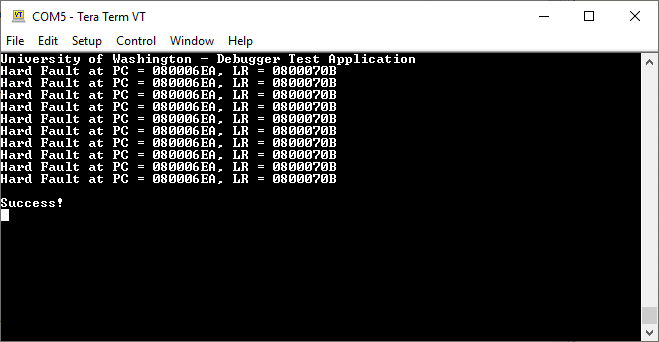 VT COM5 - Tera Term VT
File Edit Setup Control Window Help
University of Washington - Debugger Test Application
Hard Fault at PC = 080006EA, LR = 0800070B
Hard Fault at PC = 080006EA, LR = 0800070B
Hard Fault at PC = 080006EA, LR = 0800070B
Hard Fault at PC = 080006EA, LR = 0800070B
Hard Fault at PC = 080006EA, LR = 0800070B
Hard Fault at PC = 080006EA, LR = 0800070B
Hard Fault at PC = 080006EA, LR = 0800070B
Hard Fault at PC = 080006EA, LR = 0800070B
Hard Fault at PC = 080006EA, LR = 0800070B
Hard Fault at PC = 080006EA, LR = 0800070B
Success!